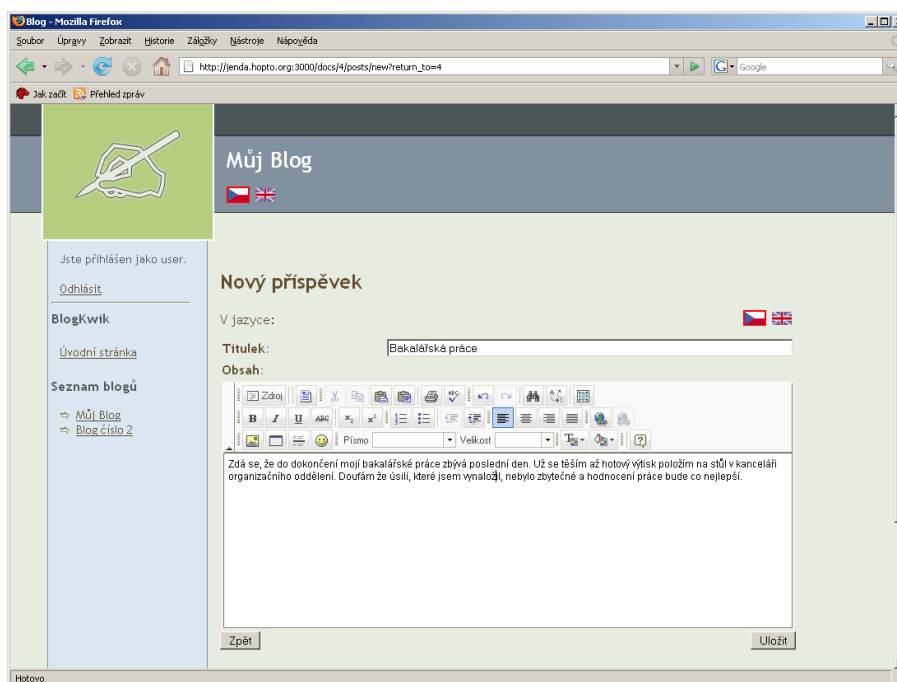 Blog - Mozilla Firefox
Soubor Úpravy Zobrazit Historie Záložky Nástroje Nápověda
http://jenda.hopto.org:3000/docs/4/posts/new?return_to=4
G Google
Jak začít Přehled zpráv
Můj Blog
Jste přihlášen jako user.
Odhlásit
BlogKwik
Úvodní stránka
Seznam blogů
Můj Blog
Blog číslo 2
Nový příspěvek
V jazyce:
Titulek: Bakalářská práce
Obsah:
Zdroj
B I U ABC x₂ x²
Písmo Velikost
Zdá se, že do dokončení mojí bakalářské práce zbývá poslední den. Už se těším až hotový výtisk položím na stůl v kanceláři
organizačního oddělení. Doufám že úsilí, které jsem vynaložil, nebylo zbytečné a hodnocení práce bude co nejlepší.
Zpět Uložit
Hotovo